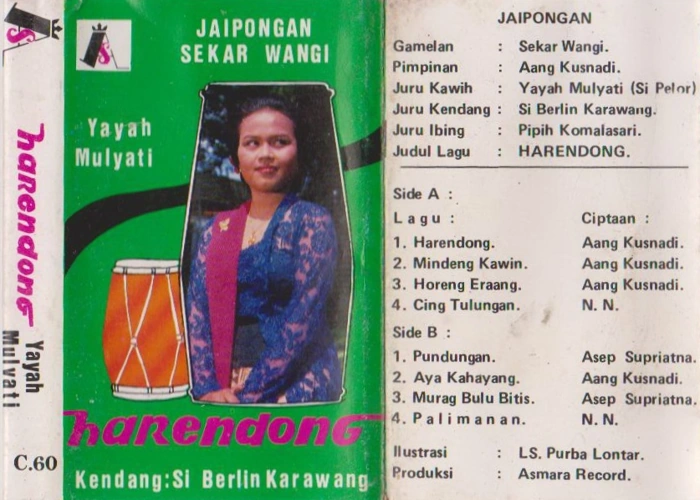 Harendong
Yayah
Mulyati
C.60
JAIPONGAN
SEKAR WANGI
Yayah
Mulyati
Harendong
Kendang:Si Berlin Karawang
JAIPONGAN
Gamelan : Sekar Wangi.
Pimpinan : Aang Kusnadi.
Juru Kawih : Yayah Mulyati (Si Pelor)
Juru Kendang : Si Berlin Karawang.
Juru Ibing : Pipih Komalasari.
Judul Lagu : HARENDONG.
Side A :
Lagu : Ciptaan :
1. Harendong. Aang Kusnadi.
2. Mindeng Kawin. Aang Kusnadi.
3. Horeng Eraang. Aang Kusnadi.
4. Cing Tulungan. N. N.
Side B :
1. Pundungan. Asep Supriatna.
2. Aya Kahayang. Aang Kusnadi.
3. Murag Bulu Bitis. Asep Supriatna.
4. Palimanan. N. N.
Ilustrasi : LS. Purba Lontar.
Produksi : Asmara Record.